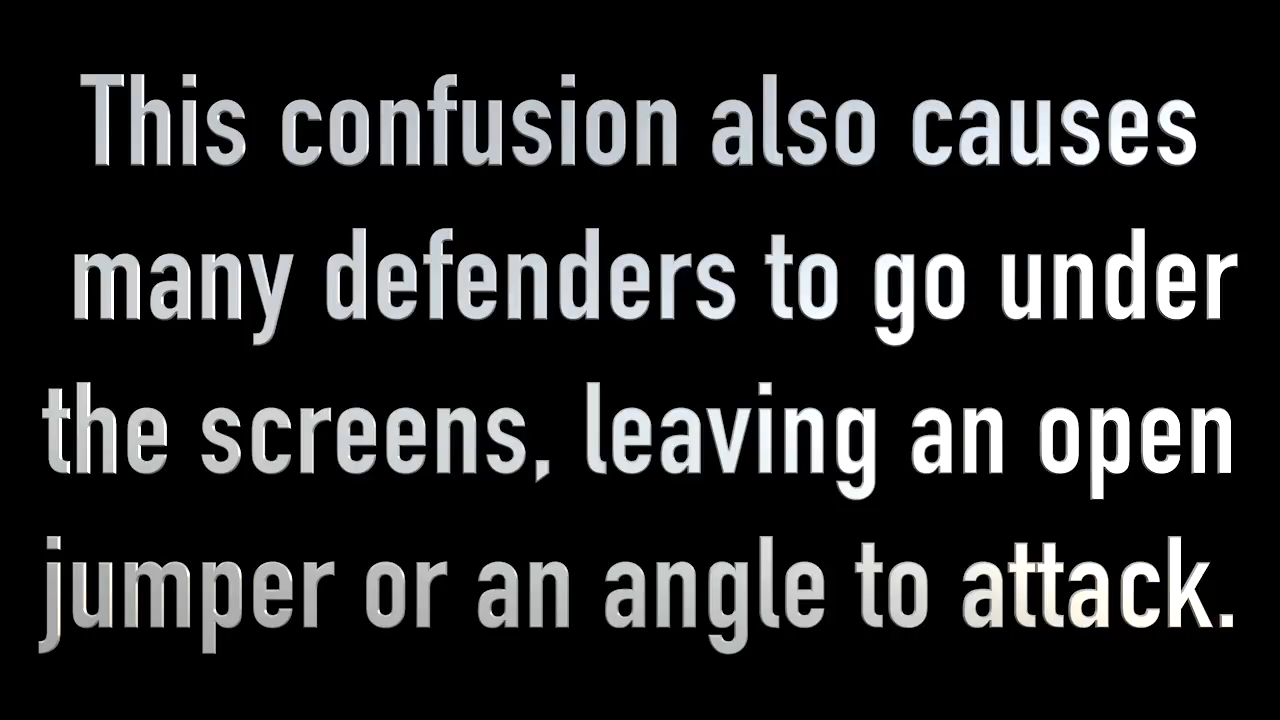 This confusion also causes
many defenders to go under
the screens, leaving an open
jumper or an angle to attack.